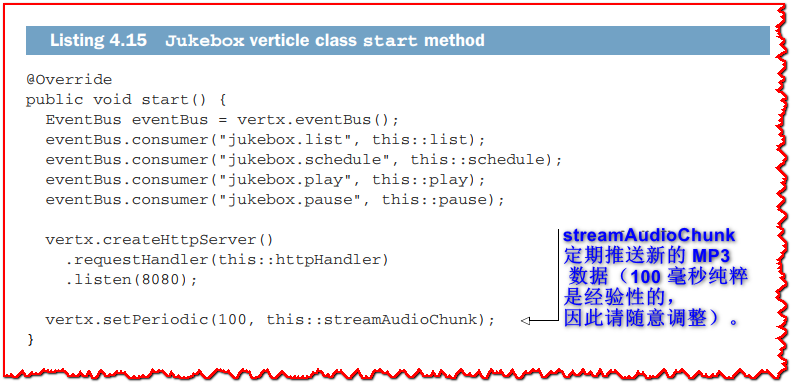 Listing 4.15 Jukebox verticle class start method
@Override
public void start() {
  EventBus eventBus = vertx.eventBus();
  eventBus.consumer("jukebox.list", this::list);
  eventBus.consumer("jukebox.schedule", this::schedule);
  eventBus.consumer("jukebox.play", this::play);
  eventBus.consumer("jukebox.pause", this::pause);
  vertx.createHttpServer()
    .requestHandler(this::httpHandler)
    .listen(8080);
  vertx.setPeriodic(100, this::streamAudioChunk);
}
streamAudioChunk
定期推送新的 MP3
数据（100 毫秒纯粹
是经验性的，
因此请随意调整）。